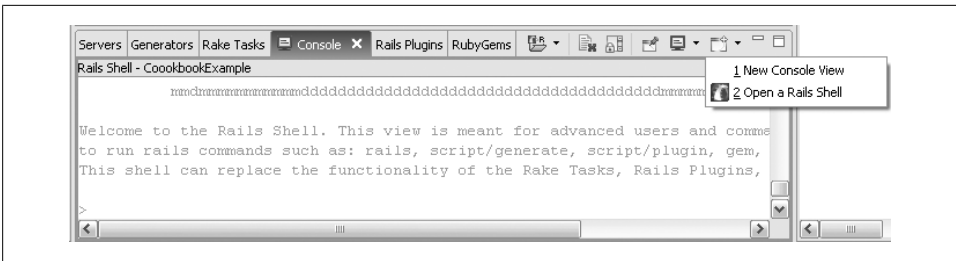 Servers Generators Rake Tasks Console Rails Plugins RubyGems
Rails Shell - CoookbookExample
1 New Console View
2 Open a Rails Shell
Welcome to the Rails Shell. This view is meant for advanced users and
to run rails commands such as: rails, script/generate, script/plugin, gem,
This shell can replace the functionality of the Rake Tasks, Rails Plugins,
>